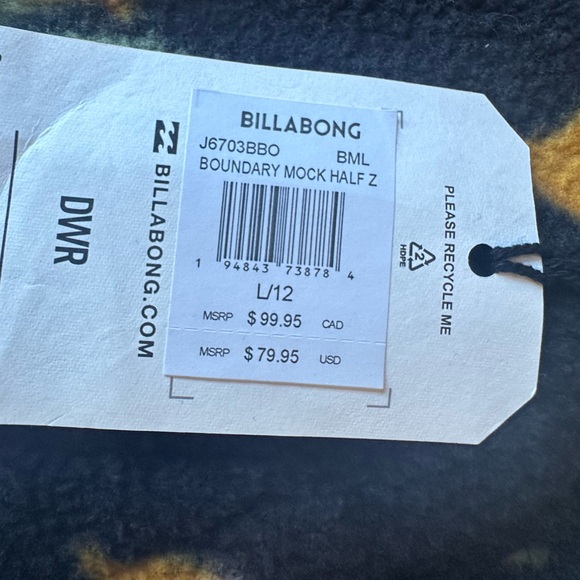 BILLABONG
J6703BBO BML
BOUNDARY MOCK HALF Z
1 94843 73878 4
L/12
MSRP $99.95 CAD
MSRP $79.95 USD
BILLABONG.COM
DWR
PLEASE RECYCLE ME
2
HDPE